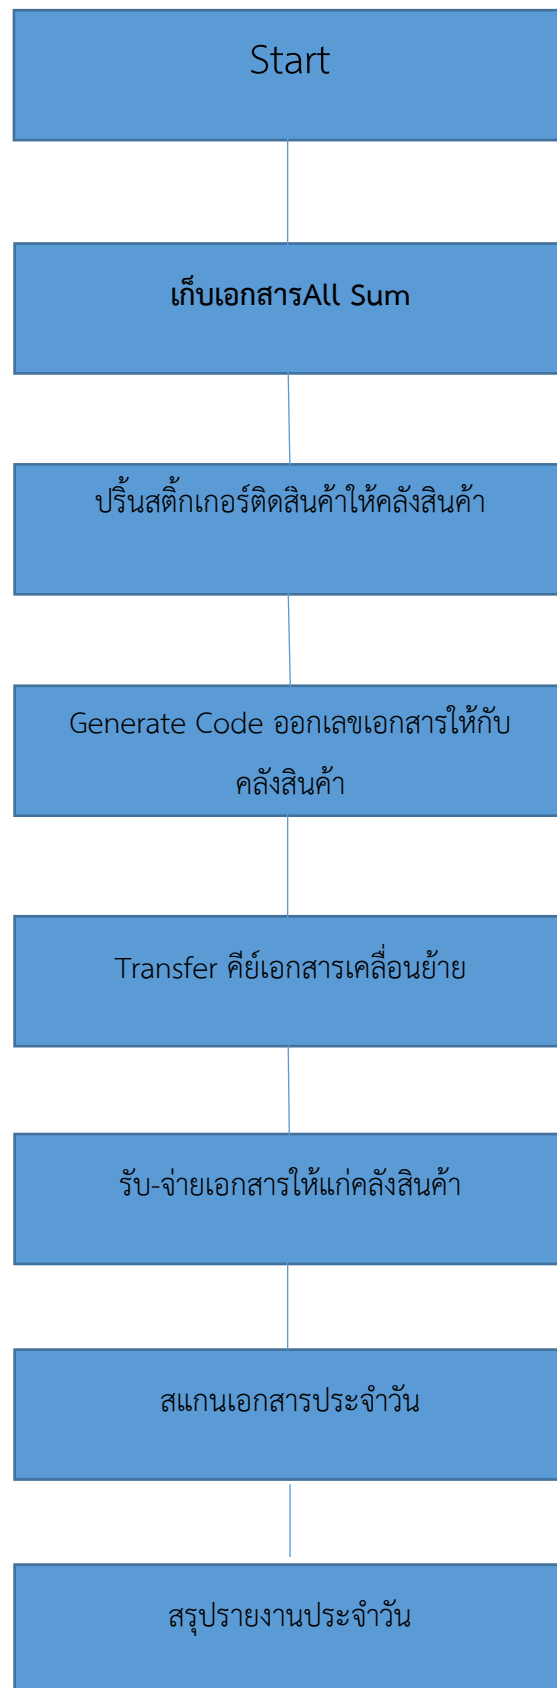 Start
เก็บเอกสารAll Sum
ปริ้นสติ้กเกอร์ติดสินค้าให้คลังสินค้า
Generate Code ออกเลขเอกสารให้กับ
คลังสินค้า
Transfer คีย์เอกสารเคลื่อนย้าย
รับ-จ่ายเอกสารให้แก่คลังสินค้า
สแกนเอกสารประจำวัน
สรุปรายงานประจำวัน